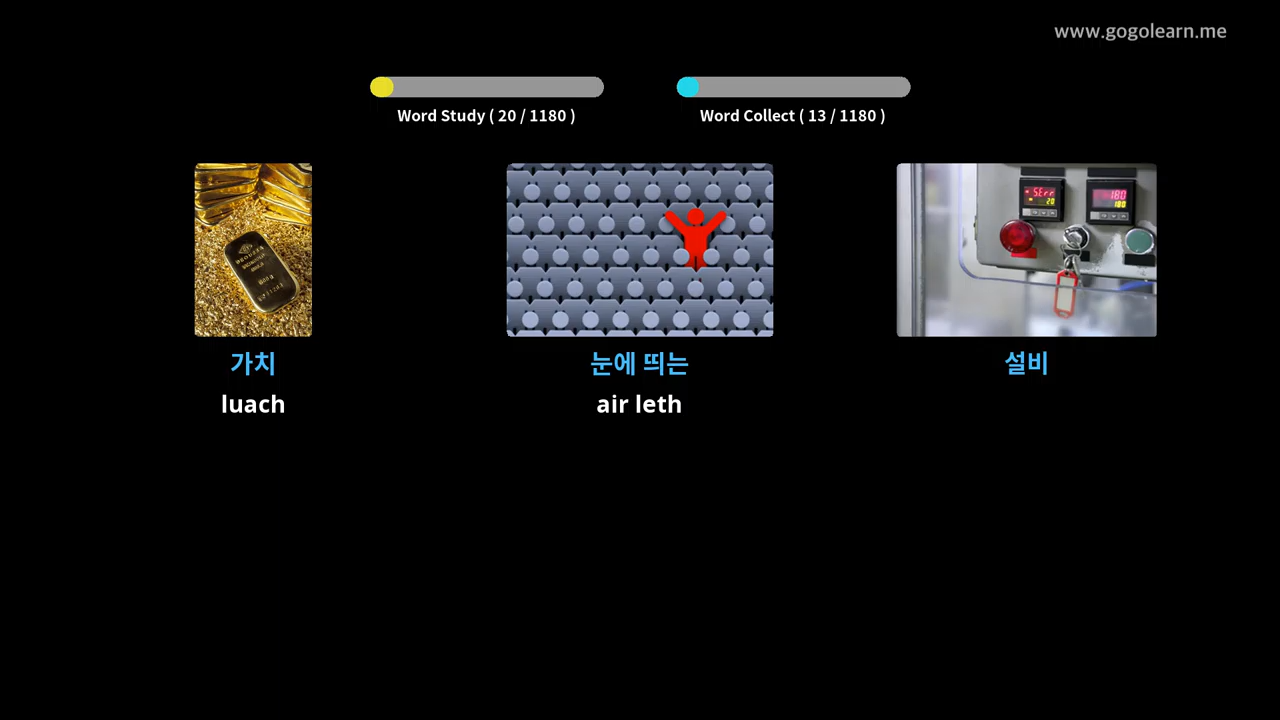 www.gogolearn.me
Word Study ( 20 / 1180 )
Word Collect ( 13 / 1180 )
가치
눈에 띄는
설비
luach
air leth